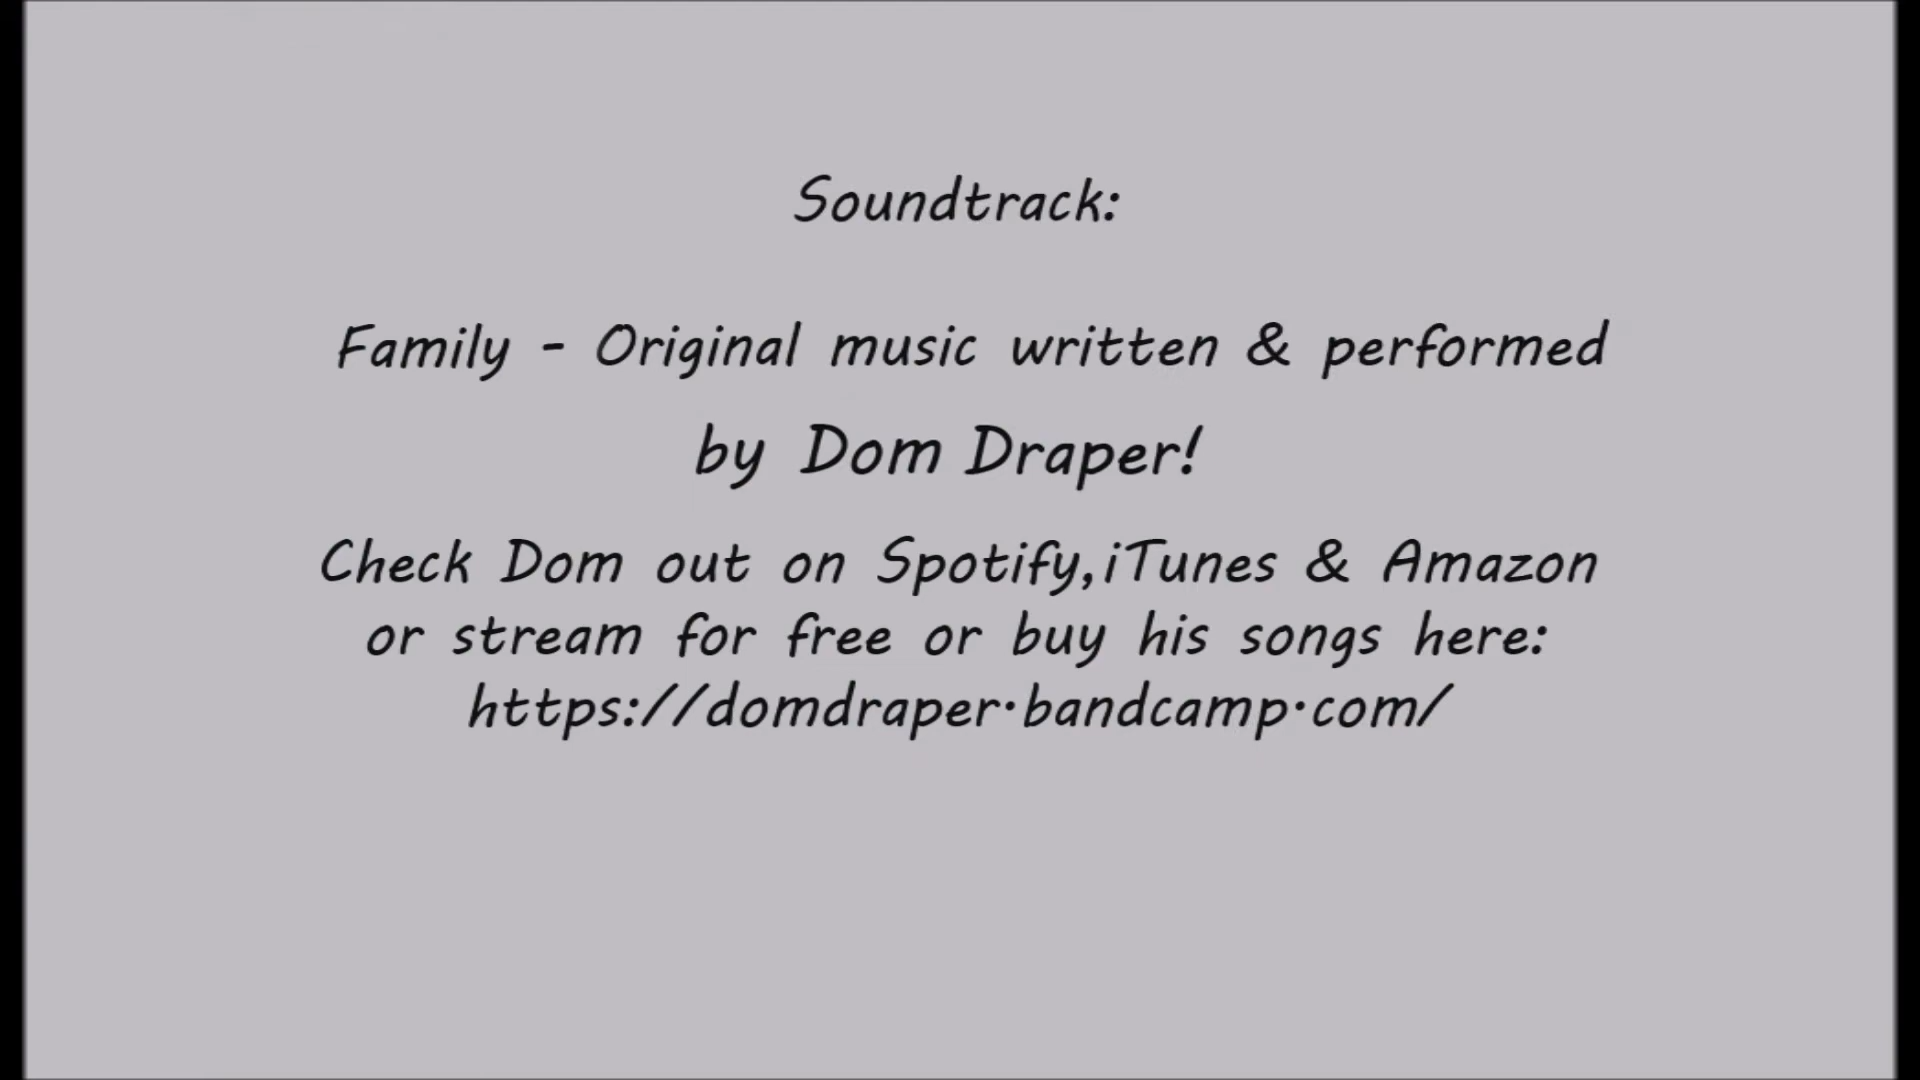 Soundtrack:
Family - Original music written & performed
by Dom Draper!
Check Dom out on Spotify,iTunes & Amazon
or stream for free or buy his songs here:
https://domdraper.bandcamp.com/